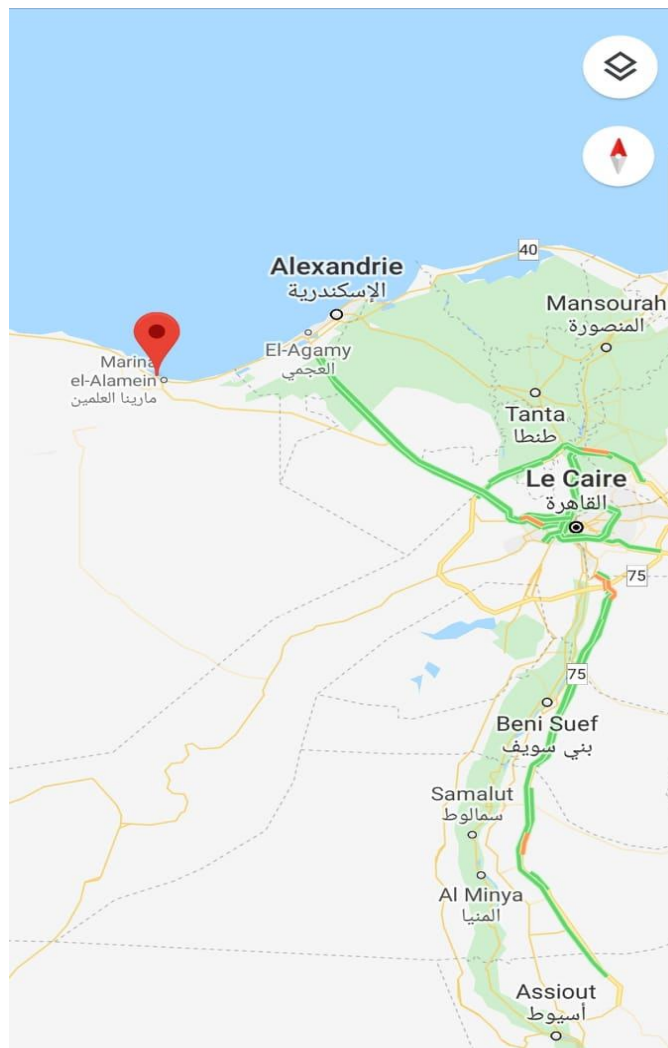 40
Alexandrie
الإسكندرية
Mansourah
المنصورة
El-Agamy
العجمي
Marina
el-Alamein
مارينا العلمين
Tanta
طنطا
Le Caire
القاهرة
75
75
Beni Suef
بني سويف
Samalut
سمالوط
Al Minya
المنيا
Assiout
أسيوط